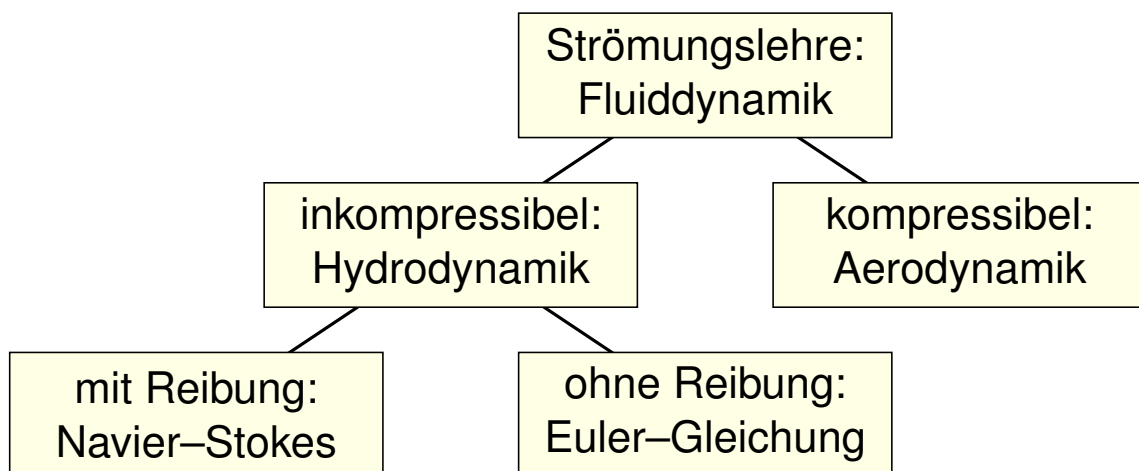 Strömungslehre:
Fluiddynamik
inkompressibel:
Hydrodynamik
kompressibel:
Aerodynamik
mit Reibung:
Navier–Stokes
ohne Reibung:
Euler–Gleichung